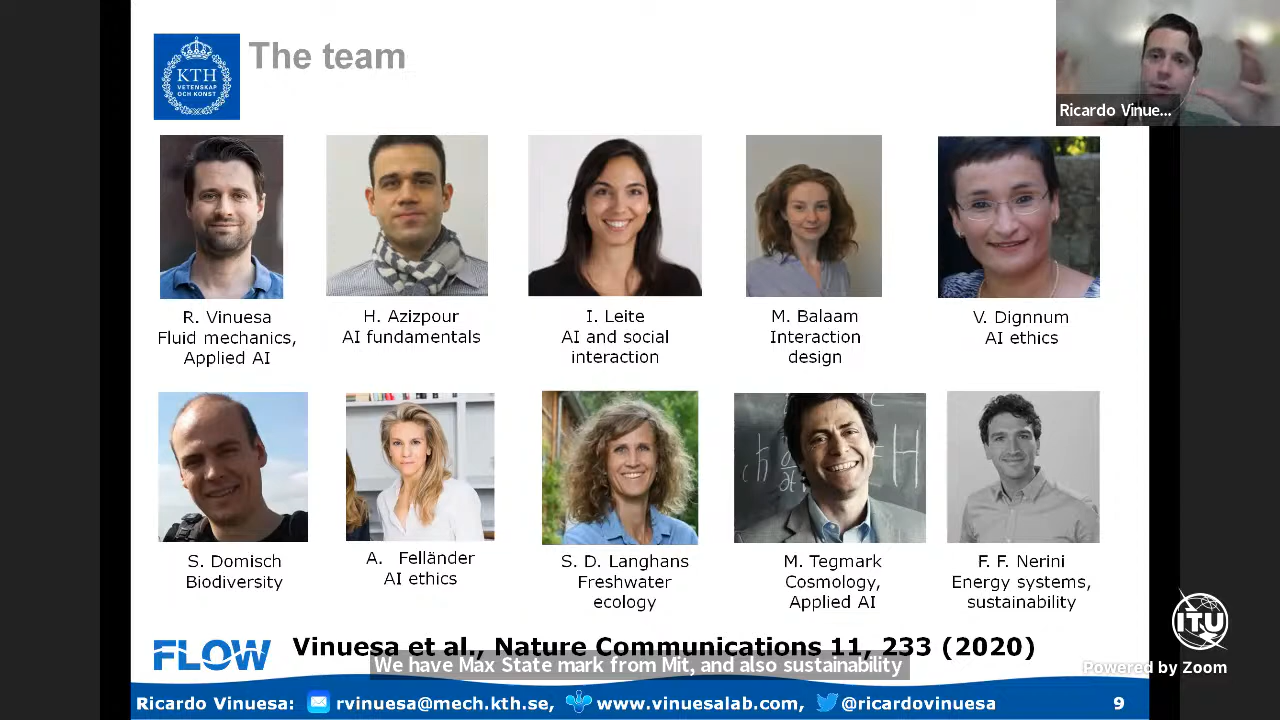 KTH
VETENSKAP
OCH KONST
The team
Ricardo Vinue...
R. Vinuesa
Fluid mechanics,
Applied AI
H. Azizpour
AI fundamentals
I. Leite
AI and social
interaction
M. Balaam
Interaction
design
V. Dignnum
AI ethics
S. Domisch
Biodiversity
A. Felländer
AI ethics
S. D. Langhans
Freshwater
ecology
M. Tegmark
Cosmology,
Applied AI
F. F. Nerini
Energy systems,
sustainability
FLOW
Vinuesa et al., Nature Communications 11, 233 (2020)
We have Max State mark from Mit, and also sustainability
ITU
Powered by Zoom
Ricardo Vinuesa: rvinuesa@mech.kth.se, www.vinuesalab.com, @ricardovinuesa
9